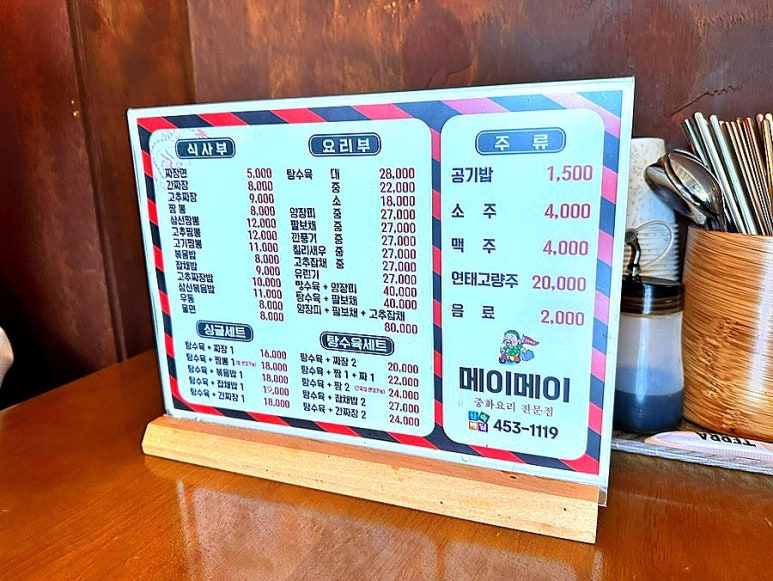 식사부
짜장면 5,000
간짜장 8,000
고추짜장 9,000
짬뽕 8,000
삼선짬뽕 12,000
고추짬뽕 12,000
고기짬뽕 11,000
볶음밥 8,000
잡채밥 9,000
고추짜장밥 10,000
삼선볶음밥 11,000
우동 8,000
울면 8,000
요리부
탕수육 대 28,000
중 22,000
소 18,000
양장피 중 27,000
팔보채 중 27,000
깐풍기 중 27,000
칠리새우 중 27,000
고추잡채 중 27,000
유린기 27,000
탕수육 + 양장피 40,000
탕수육 + 팔보채 40,000
양장피 + 팔보채 + 고추잡채
80,000
싱글세트
탕수육 + 짜장 1 16,000
탕수육 + 짬뽕 1 18,000
탕수육 + 볶음밥 1 18,000
탕수육 + 잡채밥 1 19,000
탕수육 + 간짜장 1 18,000
탕수육세트
탕수육 + 짜장 2 20,000
탕수육 + 짬 1 + 짜 1 22,000
탕수육 + 짬 2 24,000
탕수육 + 잡채밥 2 27,000
탕수육 + 간짜장 2 24,000
주류
공기밥 1,500
소주 4,000
맥주 4,000
연태고량주 20,000
음료 2,000
메이메이
중화요리 전문점
신속배달 453-1119
TERRA